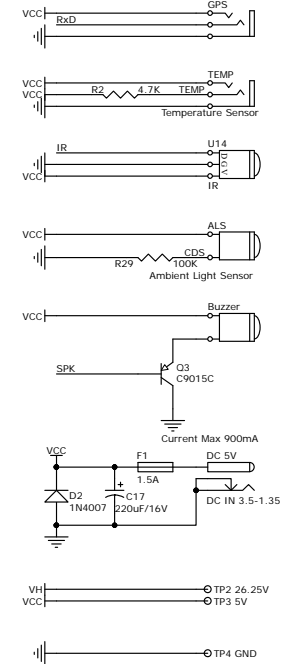 GPS
VCC
RxD
TEMP
VCC
VCC R2 4.7K TEMP
Temperature Sensor
IR U14
D G V
VCC
IR
ALS
VCC
CDS
R29 100K
Ambient Light Sensor
Buzzer
VCC
SPK Q3
C9015C
Current Max 900mA
VCC F1 DC 5V
1.5A
D2 + C17 DC IN 3.5-1.35
1N4007 220uF/16V
VH TP2 26.25V
VCC TP3 5V
TP4 GND